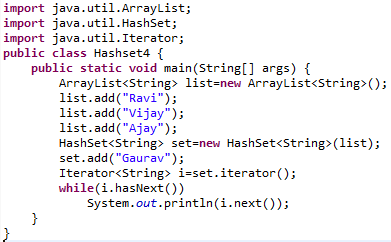 import java.util.ArrayList;
import java.util.HashSet;
import java.util.Iterator;
public class Hashset4 {
    public static void main(String[] args) {
        ArrayList<String> list=new ArrayList<String>();
        list.add("Ravi");
        list.add("Vijay");
        list.add("Ajay");
        HashSet<String> set=new HashSet<String>(list);
        set.add("Gaurav");
        Iterator<String> i=set.iterator();
        while(i.hasNext())
            System.out.println(i.next());
    }
}